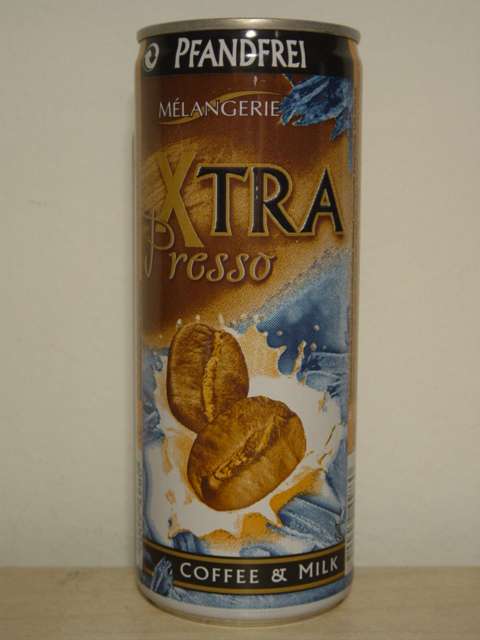 PFANDFREI
MÉLANGERIE
XTRA
Presso
COFFEE & MILK